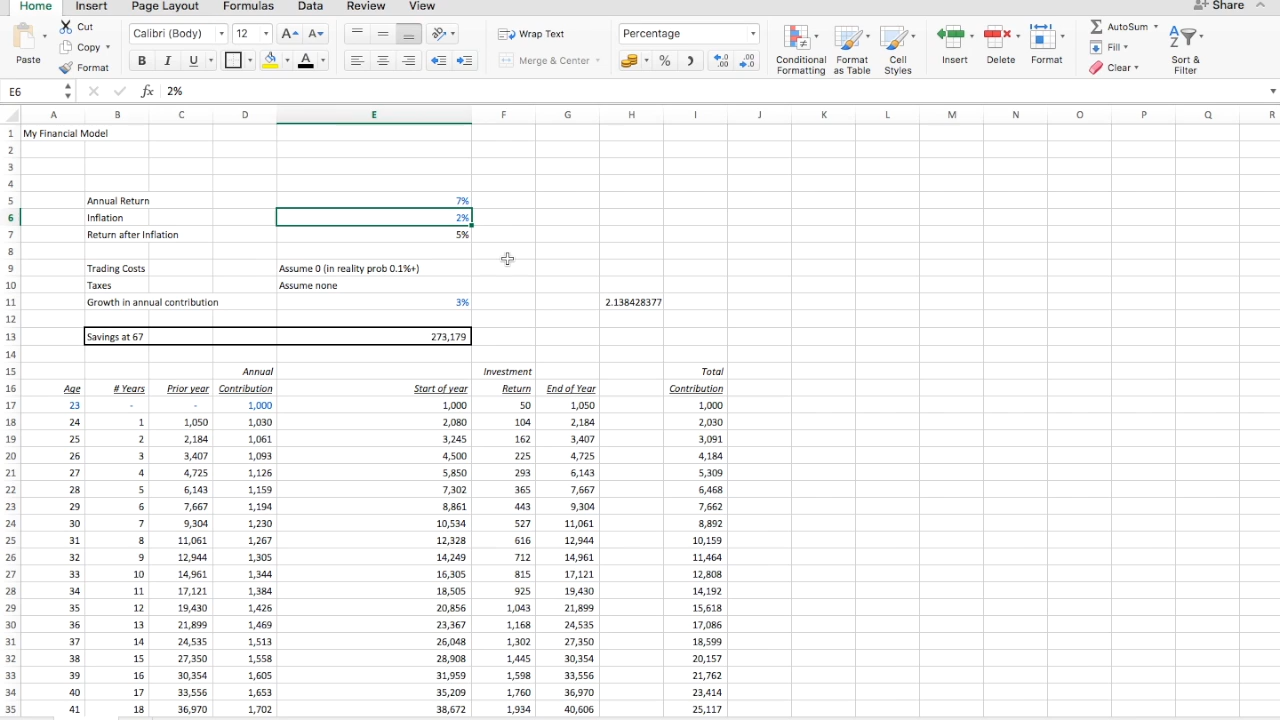 Home Insert Page Layout Formulas Data Review View Share
Cut
Copy
Format
Paste
Calibri (Body) 12 A A
B I U A
Wrap Text
Merge & Center
Percentage
% .0 .00 .00 .0
Conditional Formatting
Format as Table
Cell Styles
Insert
Delete
Format
AutoSum
Fill
Clear
Sort & Filter
E6 fx 2%
A B C D E F G H I J K L M N O P Q R
1 My Financial Model
2
3
4
5 Annual Return 7%
6 Inflation 2%
7 Return after Inflation 5%
8
9 Trading Costs Assume 0 (in reality prob 0.1%+)
10 Taxes Assume none
11 Growth in annual contribution 3% 2.138428377
12
13 Savings at 67 273,179
14
15 Annual Investment Total
16 Age # Years Prior year Contribution Start of year Return End of Year Contribution
17 23 - - 1,000 1,000 50 1,050 1,000
18 24 1 1,050 1,030 2,080 104 2,184 2,030
19 25 2 2,184 1,061 3,245 162 3,407 3,091
20 26 3 3,407 1,093 4,500 225 4,725 4,184
21 27 4 4,725 1,126 5,850 293 6,143 5,309
22 28 5 6,143 1,159 7,302 365 7,667 6,468
23 29 6 7,667 1,194 8,861 443 9,304 7,662
24 30 7 9,304 1,230 10,534 527 11,061 8,892
25 31 8 11,061 1,267 12,328 616 12,944 10,159
26 32 9 12,944 1,305 14,249 712 14,961 11,464
27 33 10 14,961 1,344 16,305 815 17,121 12,808
28 34 11 17,121 1,384 18,505 925 19,430 14,192
29 35 12 19,430 1,426 20,856 1,043 21,899 15,618
30 36 13 21,899 1,469 23,367 1,168 24,535 17,086
31 37 14 24,535 1,513 26,048 1,302 27,350 18,599
32 38 15 27,350 1,558 28,908 1,445 30,354 20,157
33 39 16 30,354 1,605 31,959 1,598 33,556 21,762
34 40 17 33,556 1,653 35,209 1,760 36,970 23,414
35 41 18 36,970 1,702 38,672 1,934 40,606 25,117